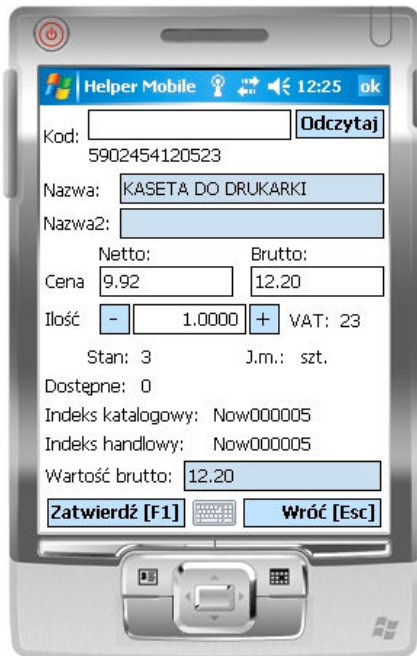 Helper Mobile 12:25 ok
Kod: Odczytaj
5902454120523
Nazwa: KASETA DO DRUKARKI
Nazwa2:
Netto: Brutto:
Cena 9.92 12.20
Ilość - 1.0000 + VAT: 23
Stan: 3 J.m.: szt.
Dostępne: 0
Indeks katalogowy: Now000005
Indeks handlowy: Now000005
Wartość brutto: 12.20
Zatwierdź [F1] Wróć [Esc]